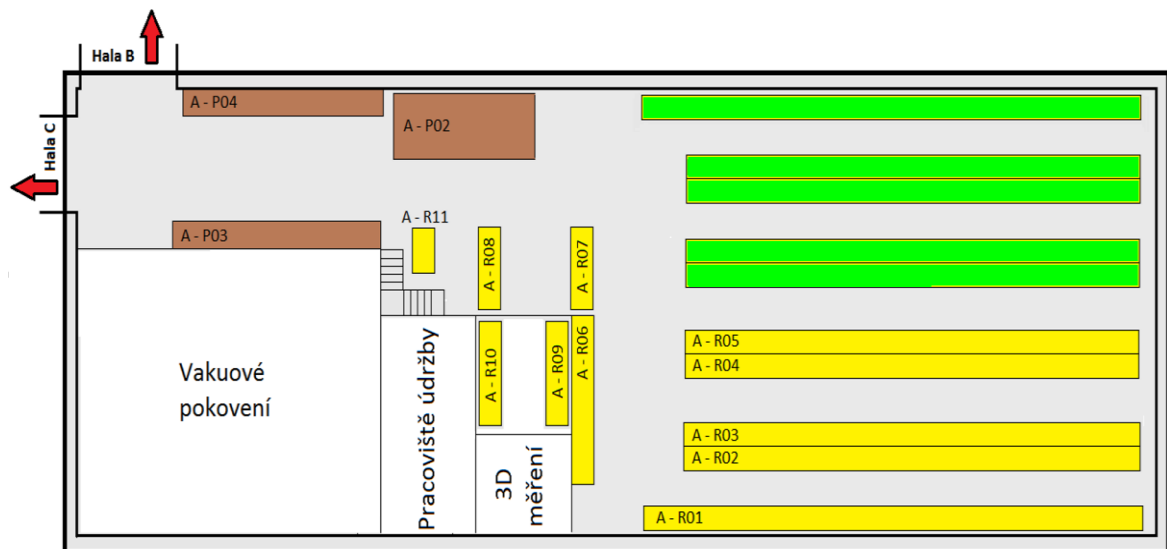 Hala B
A - P04
A - P02
Hala C
A - R11
A - P03
A - R08
A - R07
A - R05
A - R04
A - R10
A - R09
A - R06
Vakuové
pokovení
Pracoviště údržby
3D
měření
A - R03
A - R02
A - R01